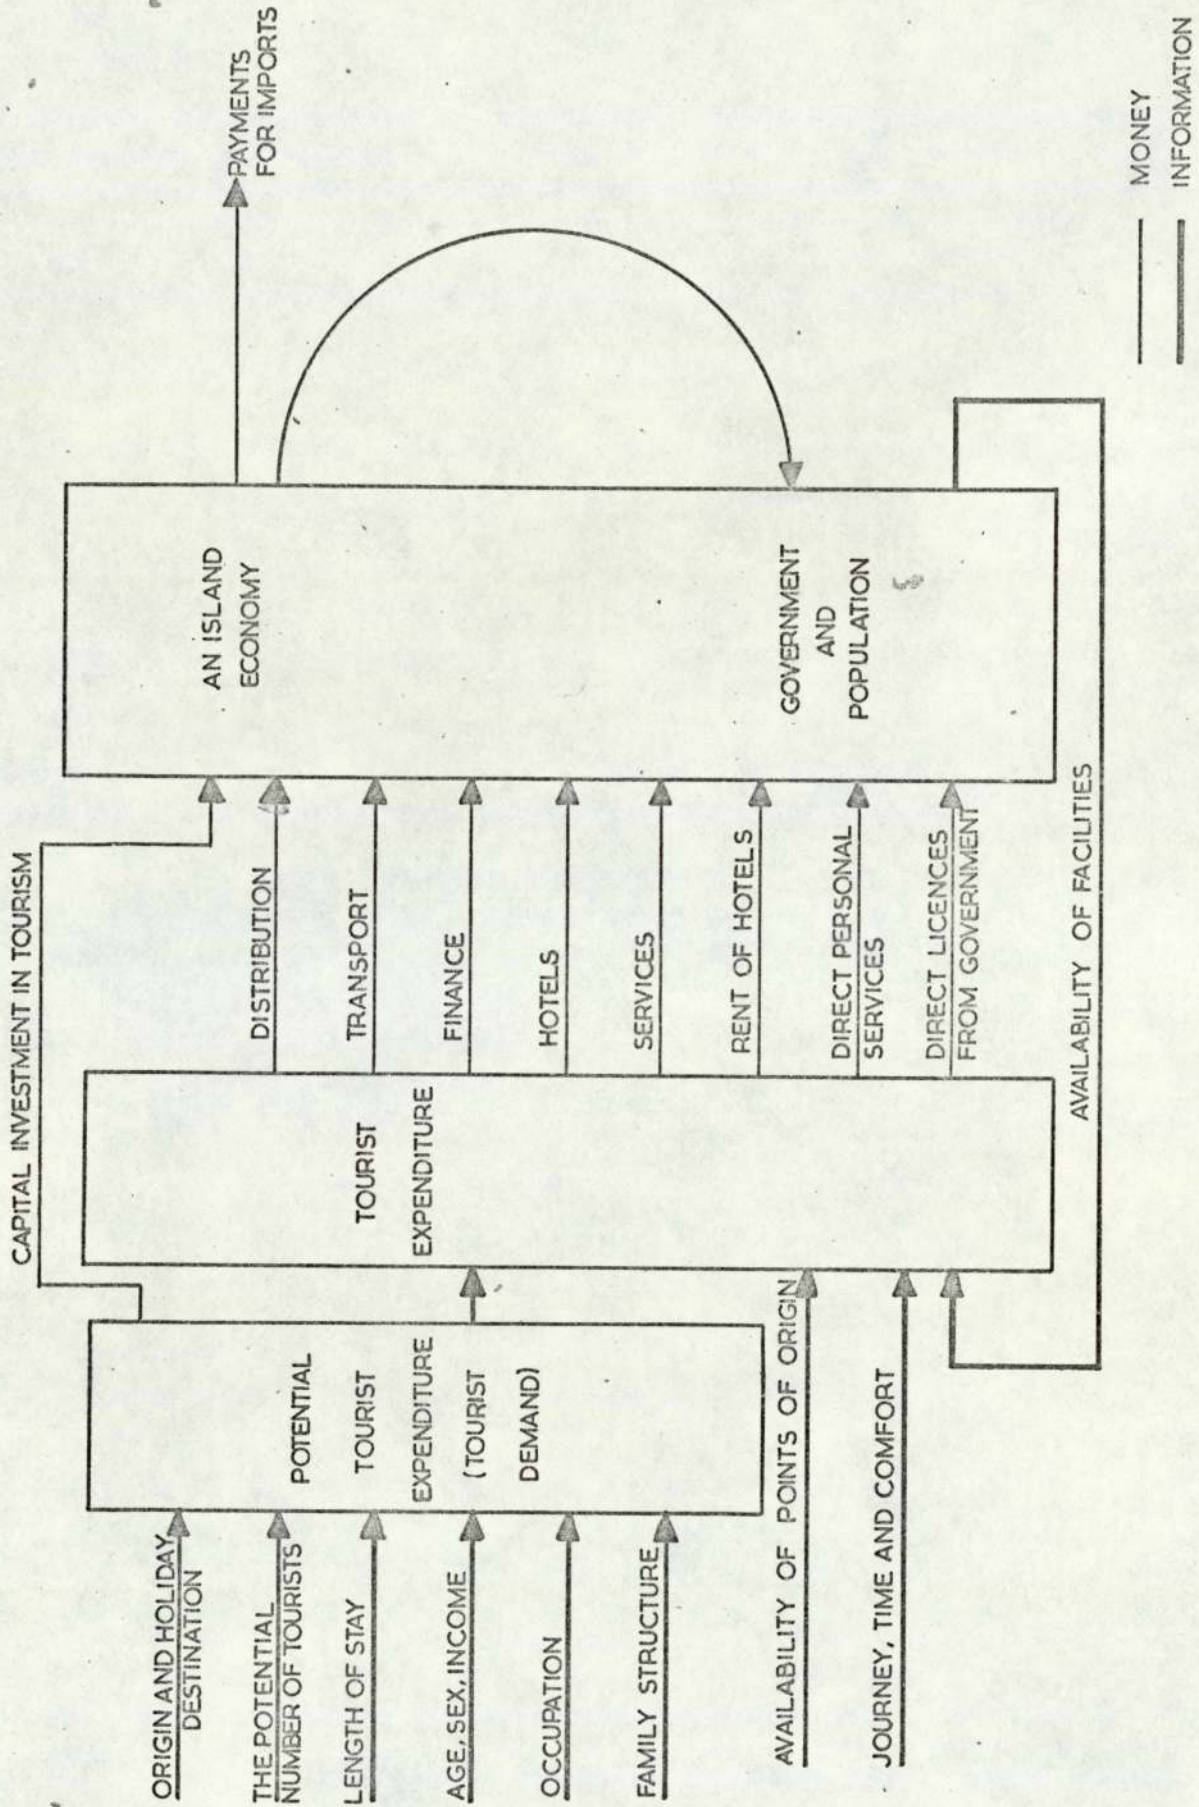 CAPITAL INVESTMENT IN TOURISM
ORIGIN AND HOLIDAY
DESTINATION
THE POTENTIAL
NUMBER OF TOURISTS
LENGTH OF STAY
AGE, SEX, INCOME
OCCUPATION
FAMILY STRUCTURE
POTENTIAL
TOURIST
EXPENDITURE
(TOURIST
DEMAND)
AVAILABILITY OF POINTS OF ORIGIN
JOURNEY, TIME AND COMFORT
TOURIST
EXPENDITURE
DISTRIBUTION
TRANSPORT
FINANCE
HOTELS
SERVICES
RENT OF HOTELS
DIRECT PERSONAL
SERVICES
DIRECT LICENCES
FROM GOVERNMENT
AN ISLAND
ECONOMY
GOVERNMENT
AND
POPULATION
PAYMENTS
FOR IMPORTS
AVAILABILITY OF FACILITIES
MONEY
INFORMATION